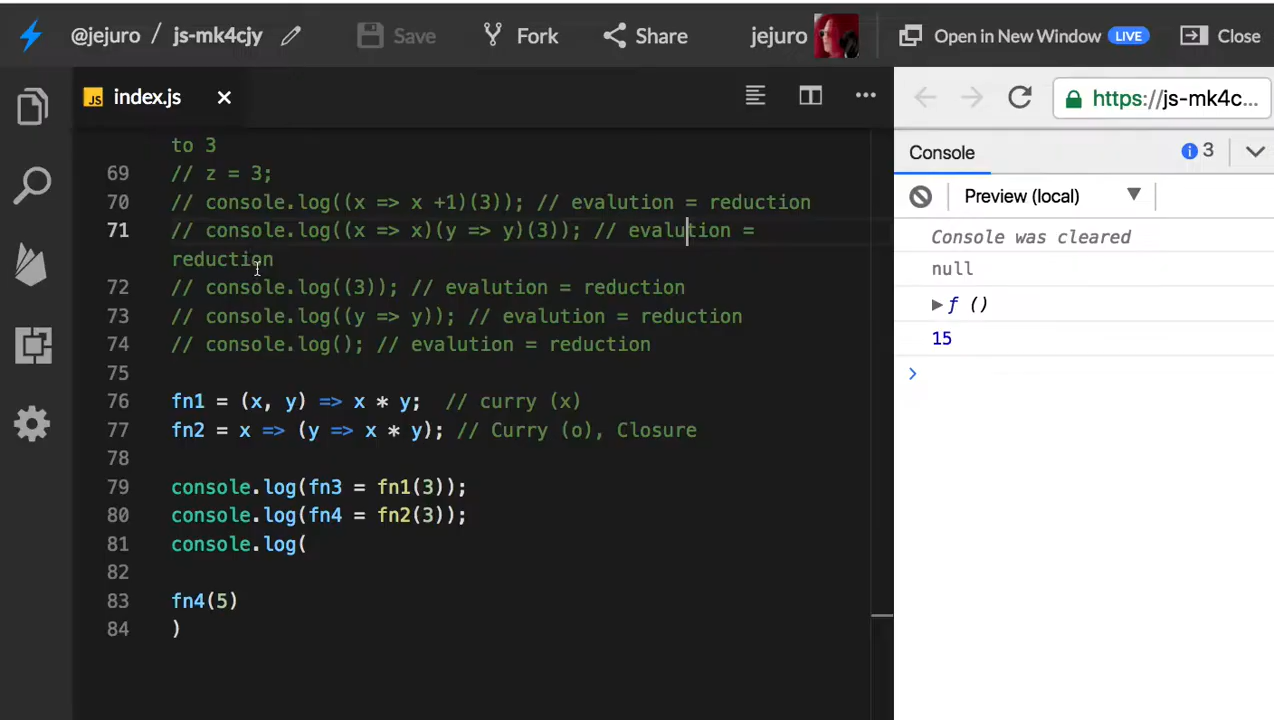 @jejuro / js-mk4cjy Save Fork Share jejuro Open in New Window LIVE Close
JS index.js ×
https://js-mk4c...
Console 3
Preview (local) ▼
to 3
69 // z = 3;
70 // console.log((x => x +1)(3)); // evalution = reduction
71 // console.log((x => x)(y => y)(3)); // evalution =
reduction
72 // console.log((3)); // evalution = reduction
73 // console.log((y => y)); // evalution = reduction
74 // console.log(); // evalution = reduction
75
76 fn1 = (x, y) => x * y;  // curry (x)
77 fn2 = x => (y => x * y); // Curry (o), Closure
78
79 console.log(fn3 = fn1(3));
80 console.log(fn4 = fn2(3));
81 console.log(
82
83 fn4(5)
84 )
Console was cleared
null
▶ ƒ ()
15
>